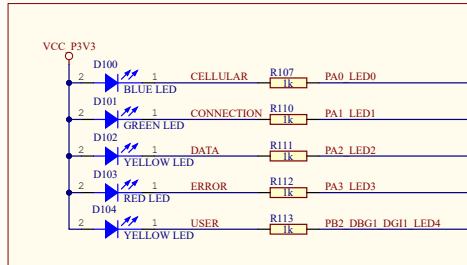 VCC_P3V3
D100
2 1 CELLULAR R107 1k PA0_LED0
BLUE LED
D101
2 1 CONNECTION R110 1k PA1_LED1
GREEN LED
D102
2 1 DATA R111 1k PA2_LED2
YELLOW LED
D103
2 1 ERROR R112 1k PA3_LED3
RED LED
D104
2 1 USER R113 1k PB2_DBG1_DGI1_LED4
YELLOW LED